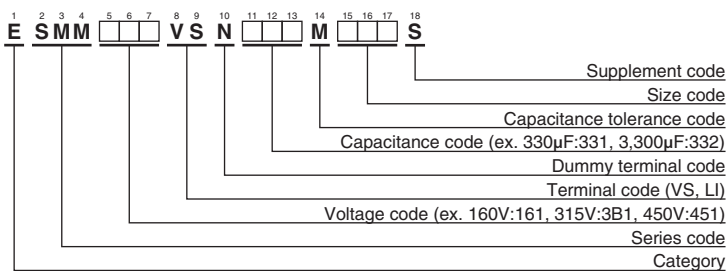 1 2 3 4 5 6 7 8 9 10 11 12 13 14 15 16 17 18
E SMM □□□ VS N □□□ M □□□ S
Supplement code
Size code
Capacitance tolerance code
Capacitance code (ex. 330µF:331, 3,300µF:332)
Dummy terminal code
Terminal code (VS, LI)
Voltage code (ex. 160V:161, 315V:3B1, 450V:451)
Series code
Category